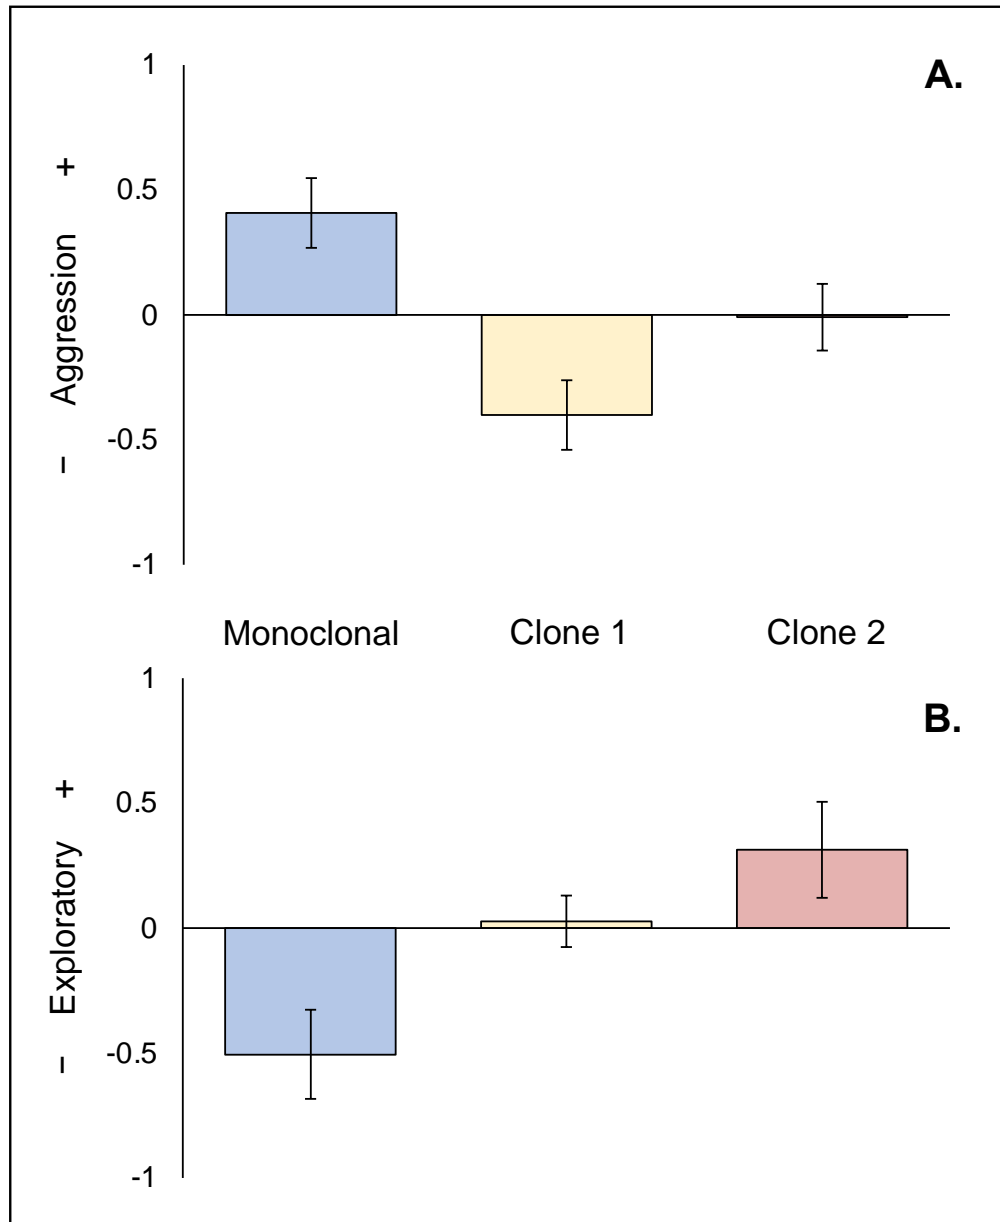 A.
1
0.5
0
-0.5
-1
– Aggression +
Monoclonal Clone 1 Clone 2
B.
1
0.5
0
-0.5
-1
– Exploratory +